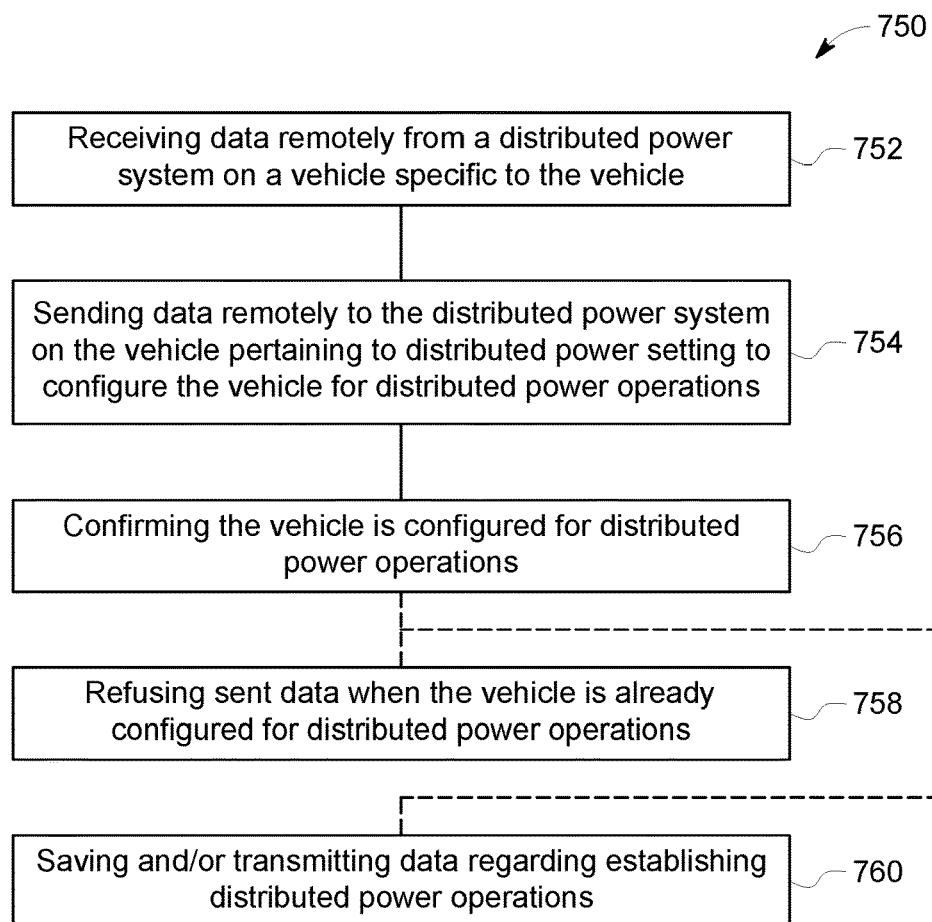 750
Receiving data remotely from a distributed power
system on a vehicle specific to the vehicle
752
Sending data remotely to the distributed power system
on the vehicle pertaining to distributed power setting to
configure the vehicle for distributed power operations
754
Confirming the vehicle is configured for distributed
power operations
756
Refusing sent data when the vehicle is already
configured for distributed power operations
758
Saving and/or transmitting data regarding establishing
distributed power operations
760